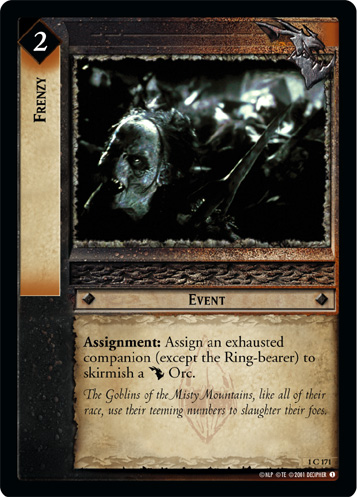 2
FRENZY
EVENT
Assignment: Assign an exhausted
companion (except the Ring-bearer) to
skirmish a Orc.
The Goblins of the Misty Mountains, like all of their
race, use their teeming numbers to slaughter their foes.
1 C 171
©NLP ™TE ©2001 DECIPHER